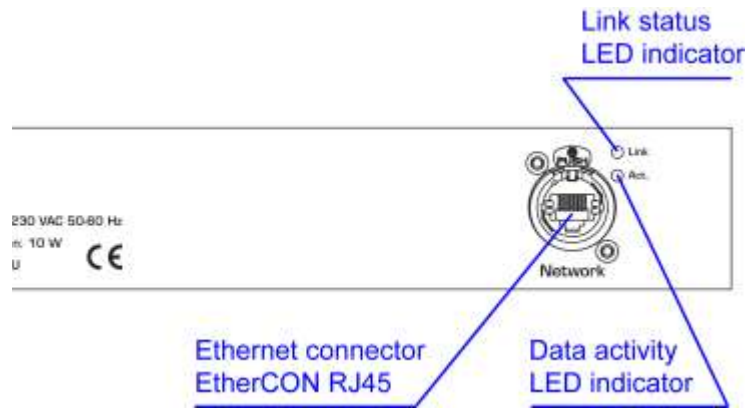 Link status
LED indicator
Link
PUSH
Act.
230 VAC 50-60 Hz
10 W
CE
Network
Ethernet connector
EtherCON RJ45
Data activity
LED indicator